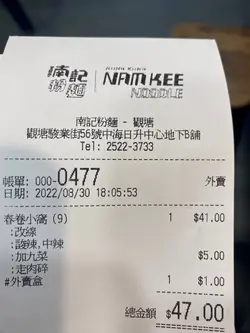 南記粉麵
HONG KONG
NAM KEE
NOODLE
南記粉麵 - 觀塘
觀塘駿業街56號中海日升中心地下B舖
Tel: 2522-3733
帳單: 000-0477 外賣
日期: 2022/08/30 18:05:53
春卷小窩 (9) 1 $41.00
:改線
:酸辣,中辣
:加九菜 $5.00
:走肉碎
#外賣盒 1 $1.00
總金額 $47.00